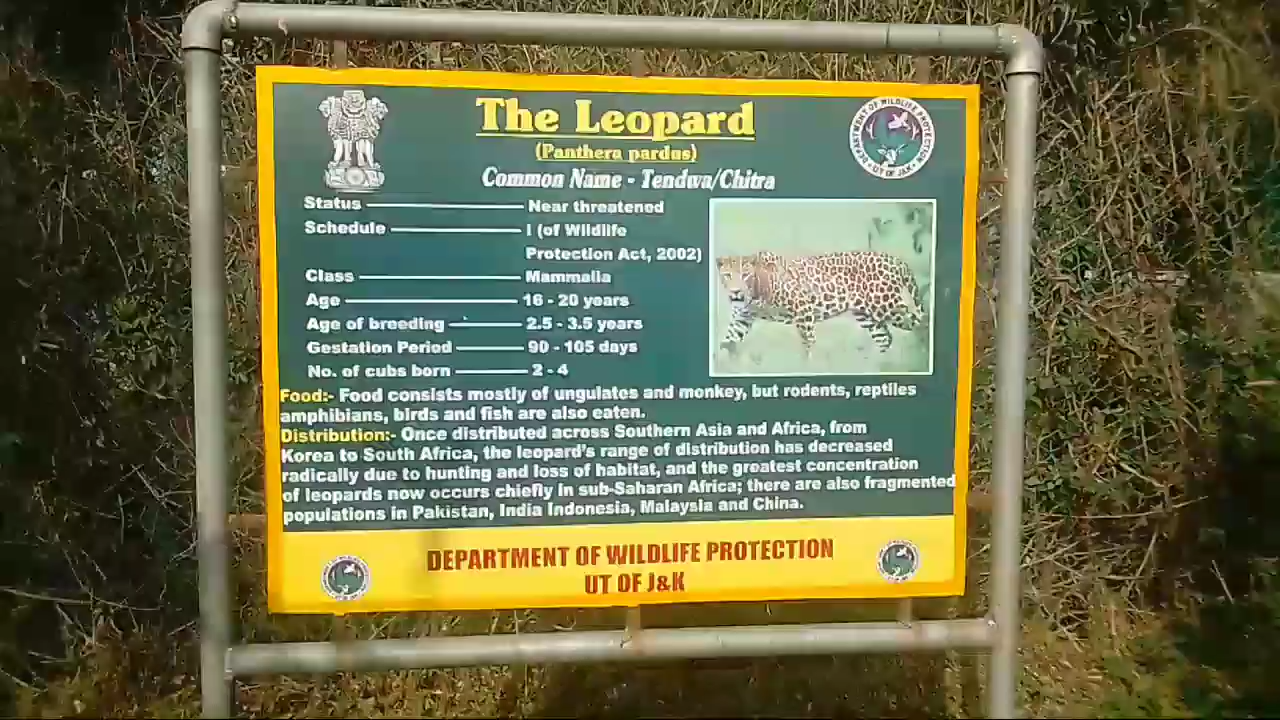 The Leopard
(Panthera pardus)
Common Name - Tendwa/Chitra
DEPARTMENT OF WILDLIFE PROTECTION
UT OF J&K
Status Near threatened
Schedule I (of Wildlife
Protection Act, 2002)
Class Mammalia
Age 16 - 20 years
Age of breeding 2.5 - 3.5 years
Gestation Period 90 - 105 days
No. of cubs born 2 - 4
Food:- Food consists mostly of ungulates and monkey, but rodents, reptiles
amphibians, birds and fish are also eaten.
Distribution:- Once distributed across Southern Asia and Africa, from
Korea to South Africa, the leopard's range of distribution has decreased
radically due to hunting and loss of habitat, and the greatest concentration
of leopards now occurs chiefly in sub-Saharan Africa; there are also fragmented
populations in Pakistan, India Indonesia, Malaysia and China.
DEPARTMENT OF WILDLIFE PROTECTION
UT OF J&K